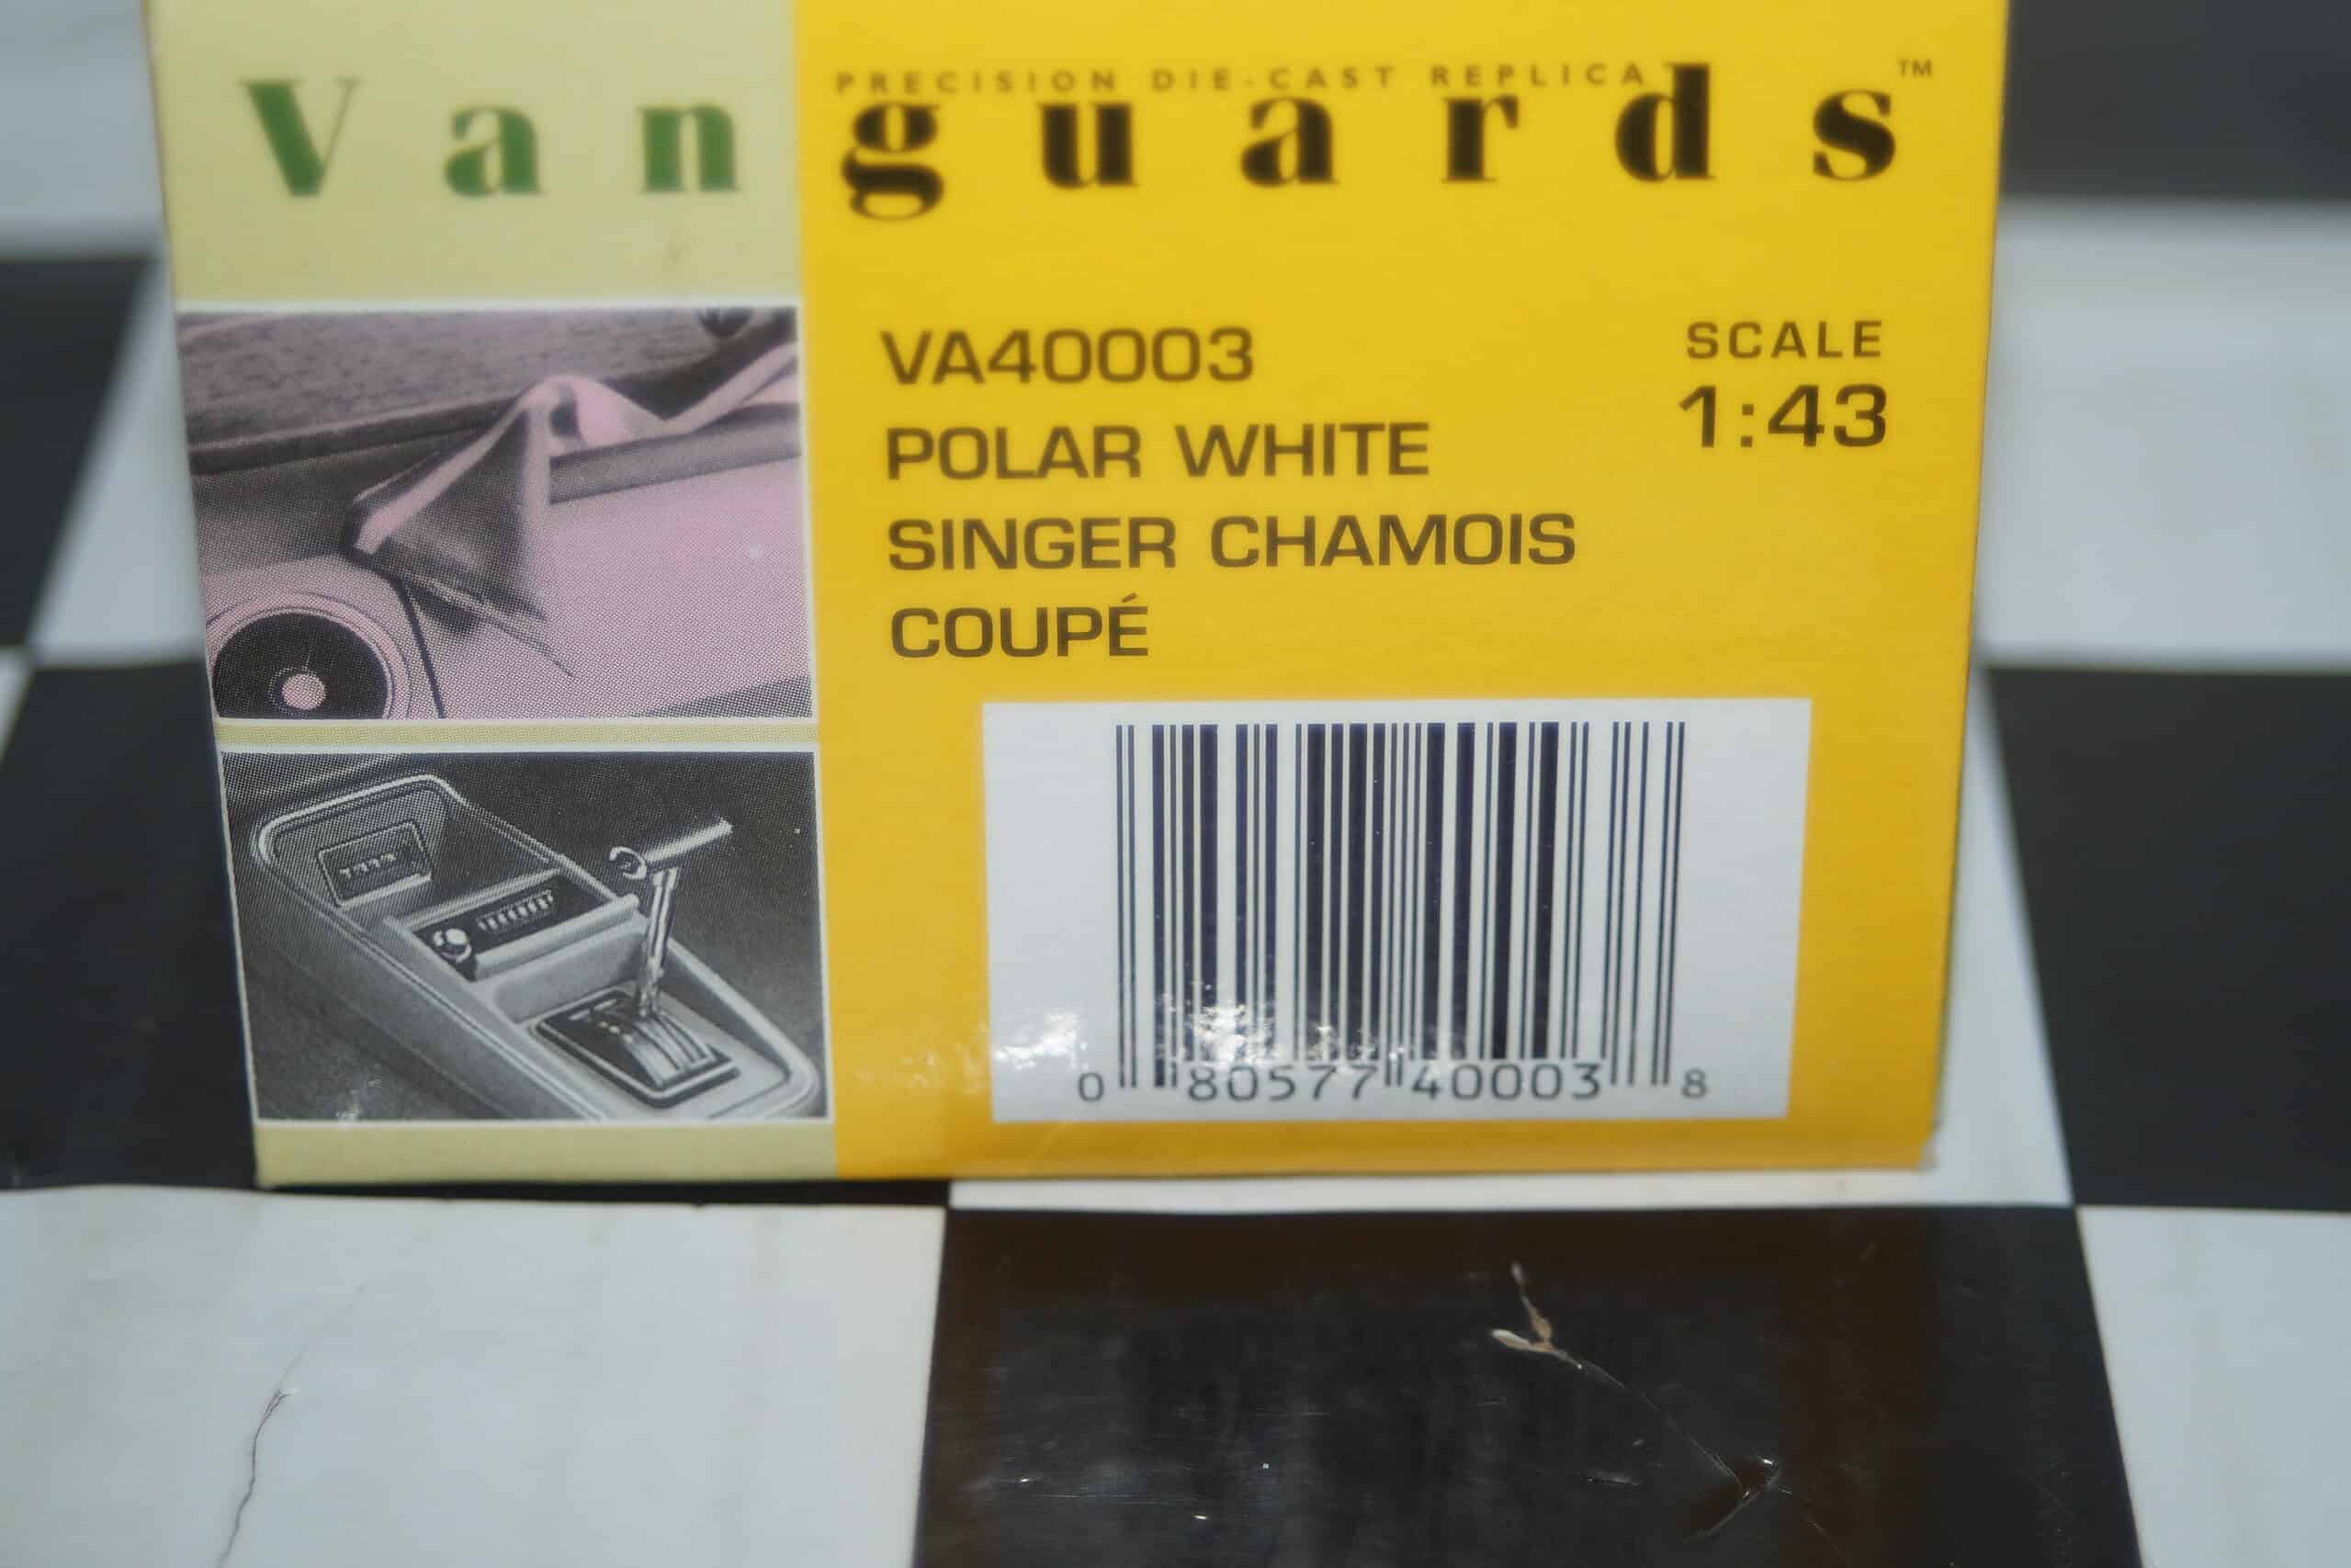 PRECISION DIE-CAST REPLICA
Vanguards™
VA40003
POLAR WHITE
SINGER CHAMOIS
COUPÉ
SCALE
1:43
0 80577 40003 8